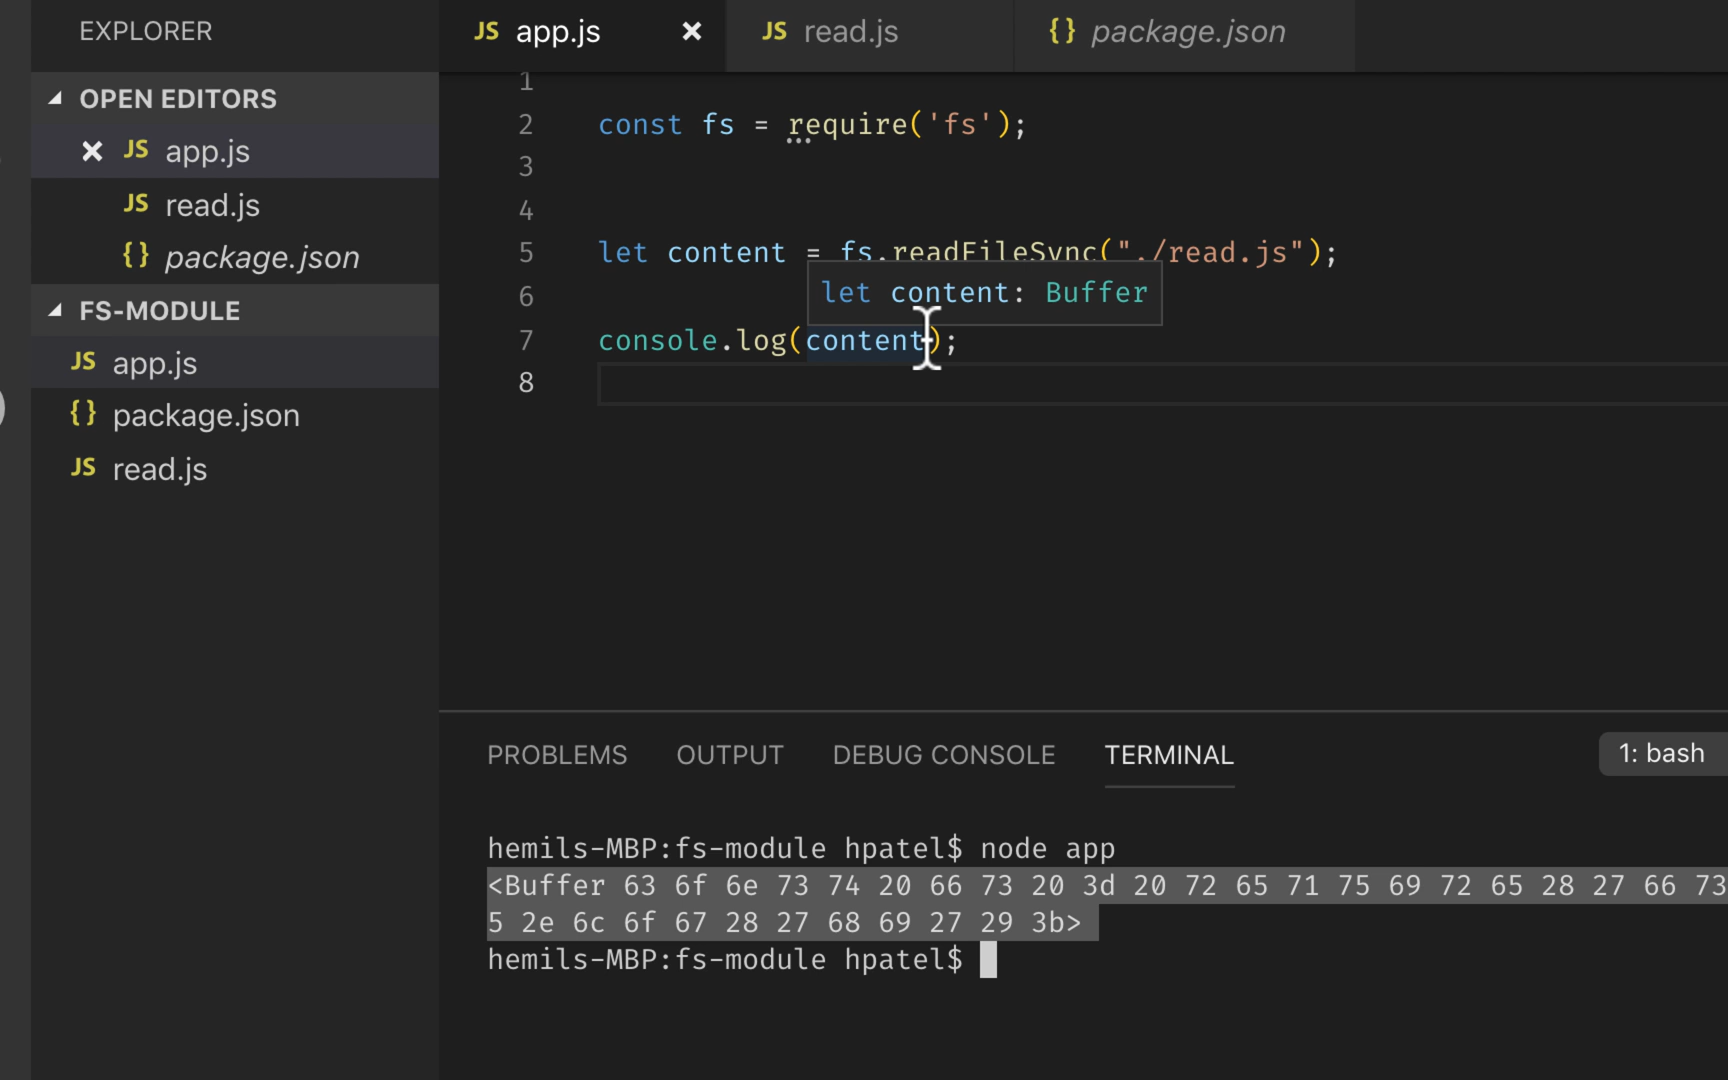 EXPLORER
OPEN EDITORS
JS app.js
JS read.js
{} package.json
FS-MODULE
JS app.js
{} package.json
JS read.js
JS app.js
JS read.js
{} package.json
1
2 const fs = require('fs');
3
4
5 let content = fs.readFileSync("./read.js");
6
let content: Buffer
7 console.log(content);
8
PROBLEMS OUTPUT DEBUG CONSOLE TERMINAL
1: bash
hemils-MBP:fs-module hpatel$ node app
<Buffer 63 6f 6e 73 74 20 66 73 20 3d 20 72 65 71 75 69 72 65 28 27 66 73
5 2e 6c 6f 67 28 27 68 69 27 29 3b>
hemils-MBP:fs-module hpatel$